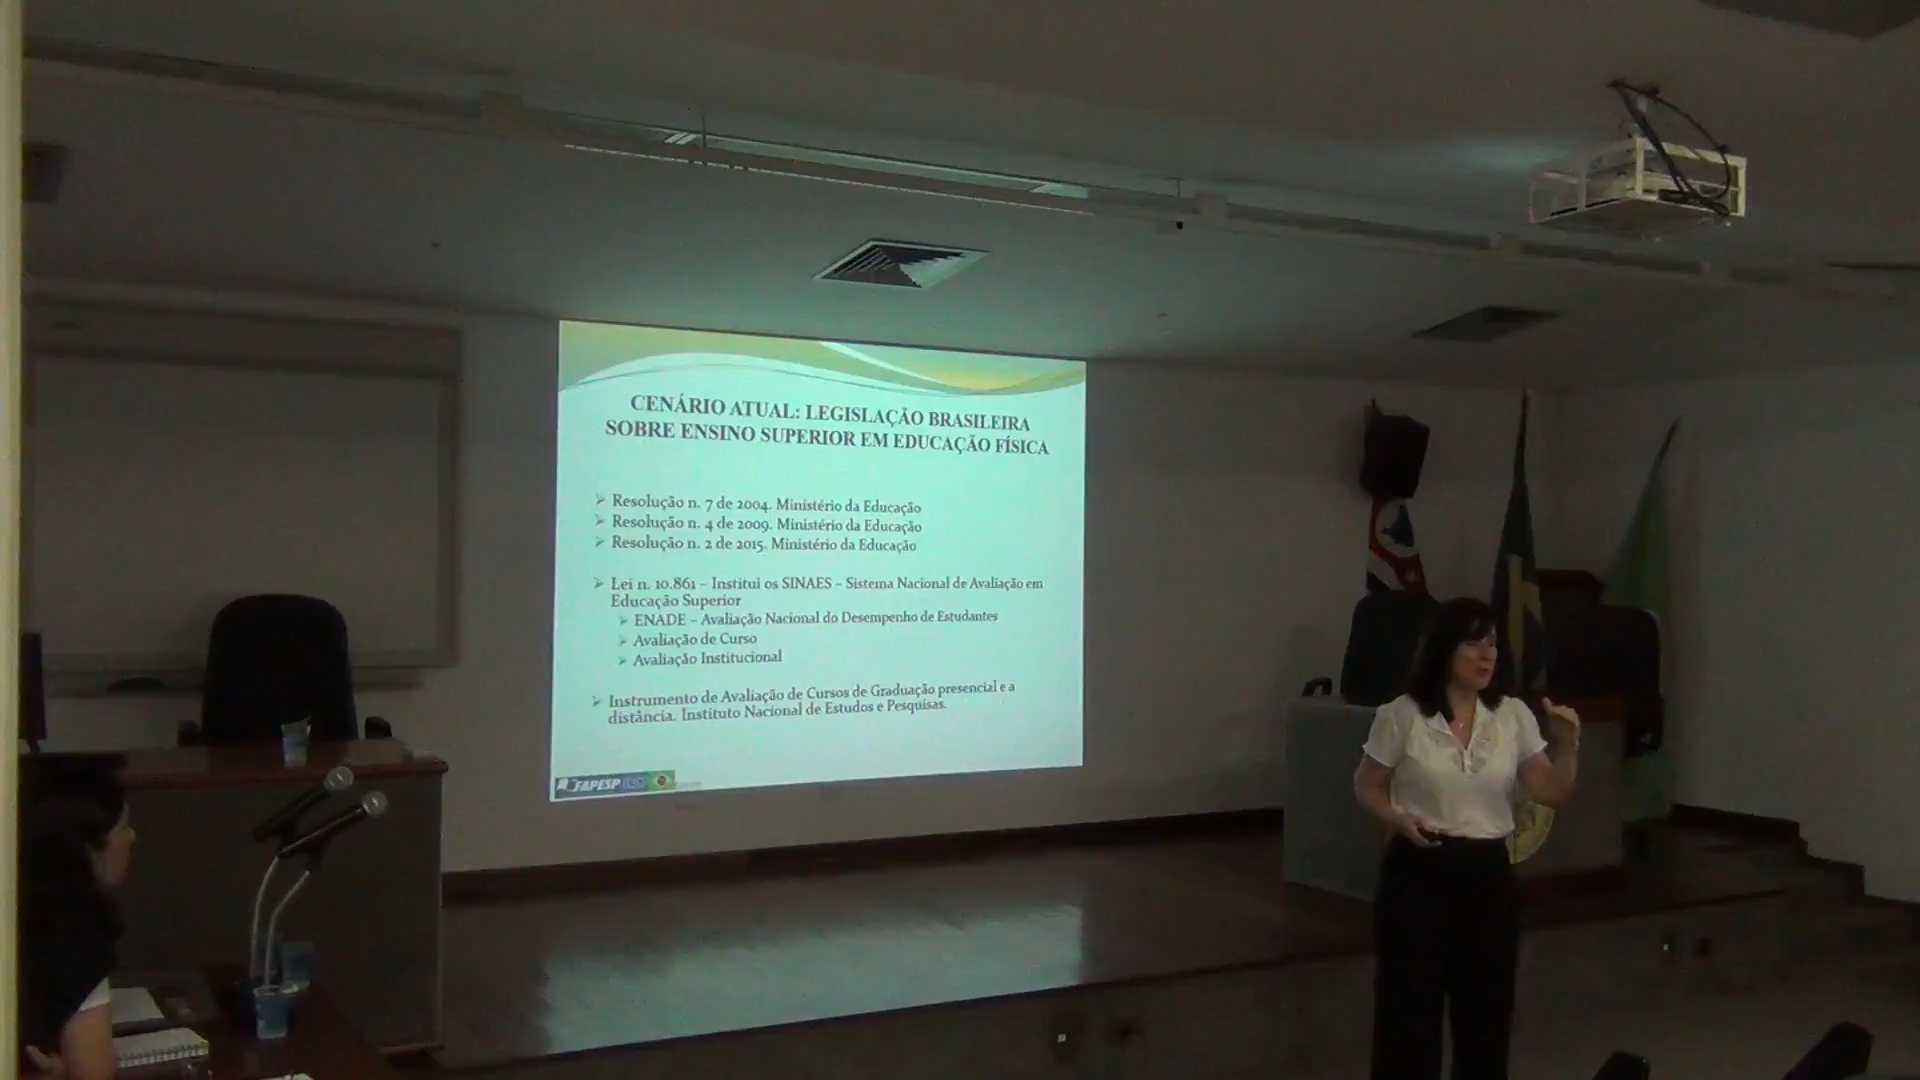 CENÁRIO ATUAL: LEGISLAÇÃO BRASILEIRA
SOBRE ENSINO SUPERIOR EM EDUCAÇÃO FÍSICA
➢ Resolução n. 7 de 2004. Ministério da Educação
➢ Resolução n. 4 de 2009. Ministério da Educação
➢ Resolução n. 2 de 2015. Ministério da Educação
➢ Lei n. 10.861 – Institui os SINAES – Sistema Nacional de Avaliação em
Educação Superior
➢ ENADE – Avaliação Nacional do Desempenho de Estudantes
➢ Avaliação de Curso
➢ Avaliação Institucional
➢ Instrumento de Avaliação de Cursos de Graduação presencial e a
distância. Instituto Nacional de Estudos e Pesquisas.
FAPESP